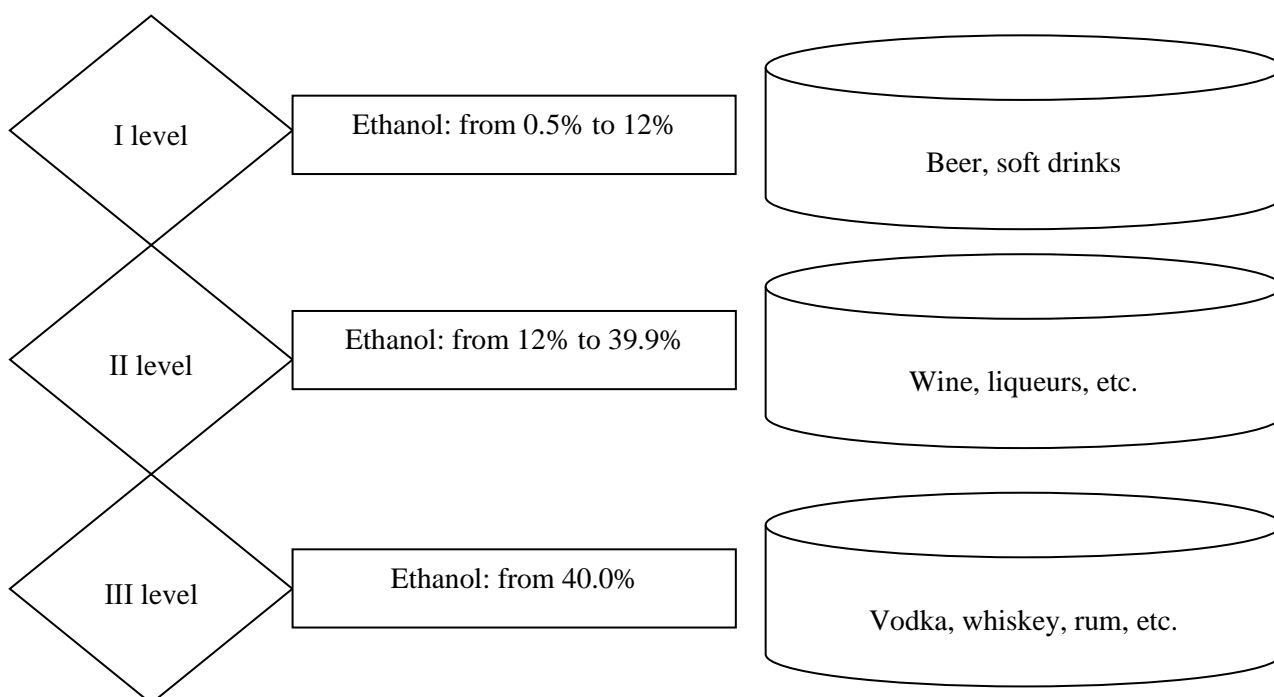 I level
Ethanol: from 0.5% to 12%
Beer, soft drinks
II level
Ethanol: from 12% to 39.9%
Wine, liqueurs, etc.
III level
Ethanol: from 40.0%
Vodka, whiskey, rum, etc.